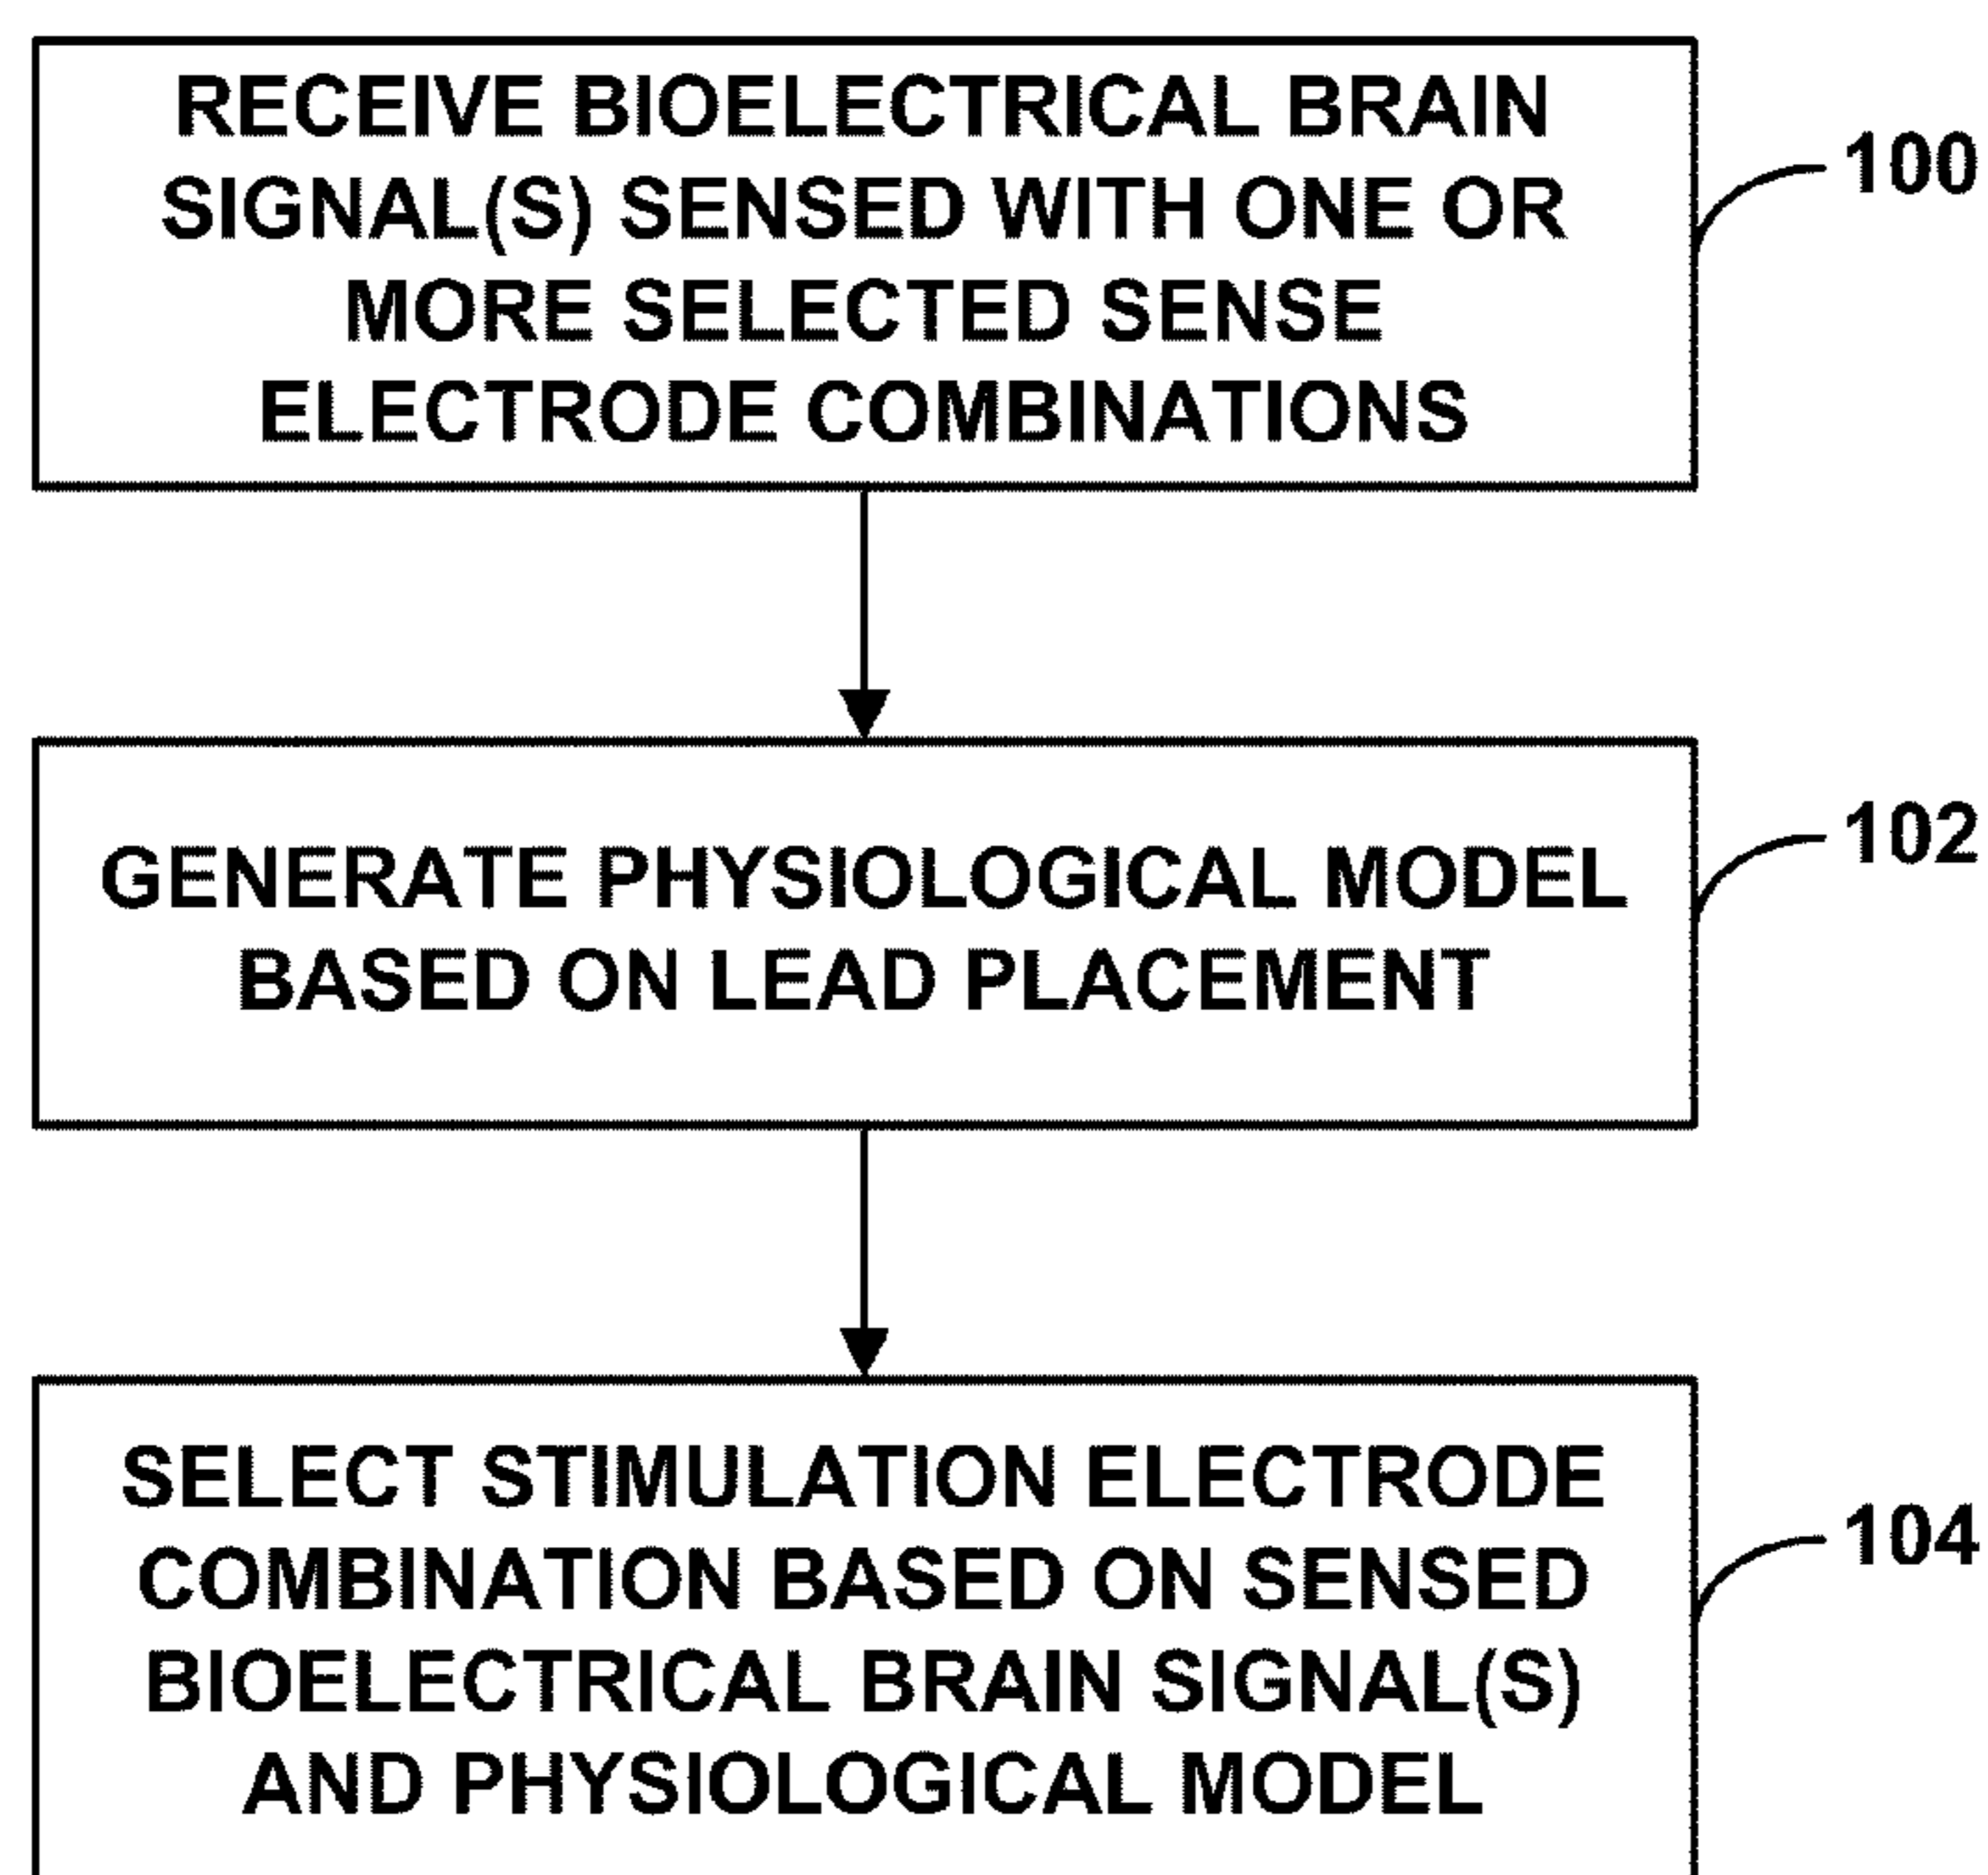 RECEIVE BIOELECTRICAL BRAIN
SIGNAL(S) SENSED WITH ONE OR
MORE SELECTED SENSE
ELECTRODE COMBINATIONS
100
GENERATE PHYSIOLOGICAL MODEL
BASED ON LEAD PLACEMENT
102
SELECT STIMULATION ELECTRODE
COMBINATION BASED ON SENSED
BIOELECTRICAL BRAIN SIGNAL(S)
AND PHYSIOLOGICAL MODEL
104